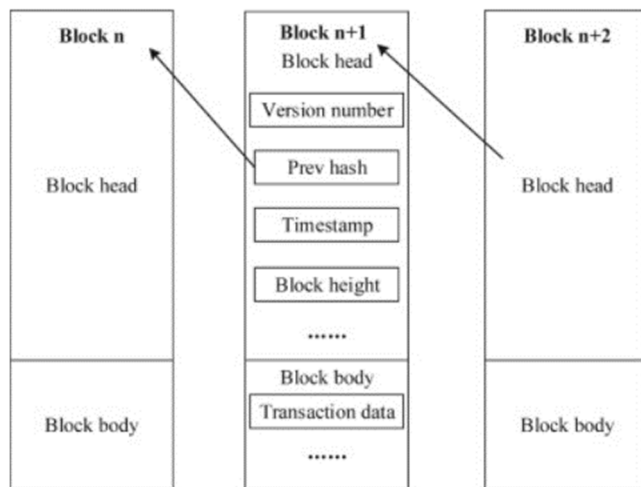 Block n
Block head
Block body
Block n+1
Block head
Version number
Prev hash
Timestamp
Block height
......
Block body
Transaction data
......
Block n+2
Block head
Block body